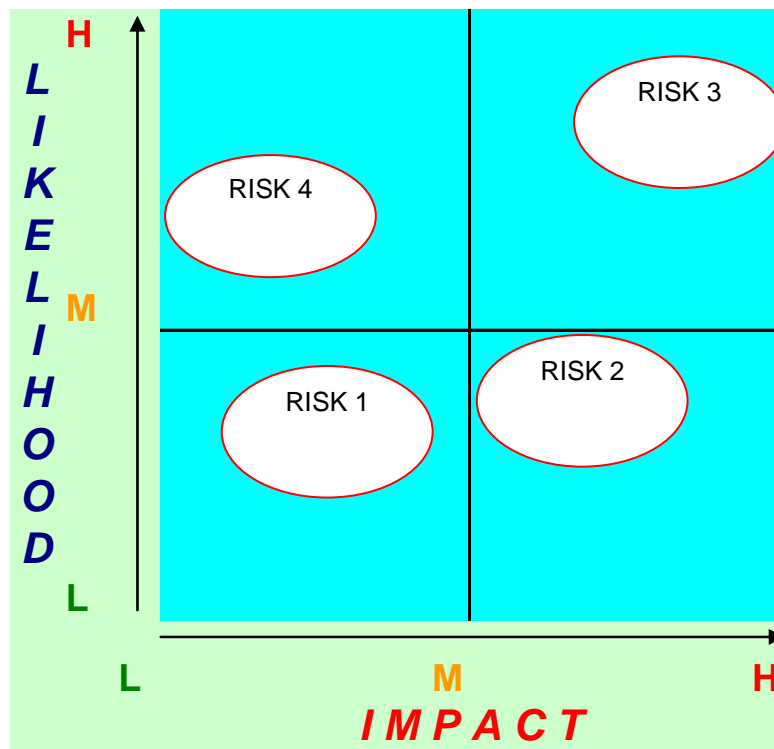 H
LIKELIHOOD
M
L
RISK 3
RISK 4
RISK 2
RISK 1
L M H
IMPACT